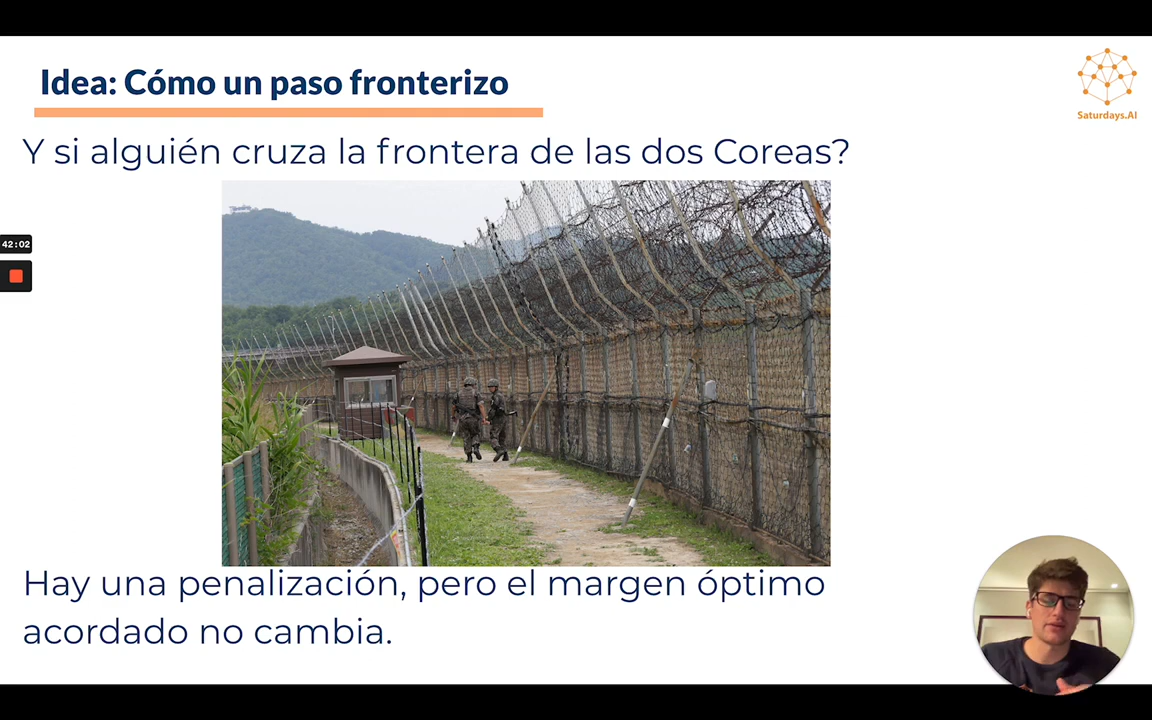 Idea: Cómo un paso fronterizo
Saturdays.AI
Y si alguién cruza la frontera de las dos Coreas?
42:02
Hay una penalización, pero el margen óptimo
acordado no cambia.